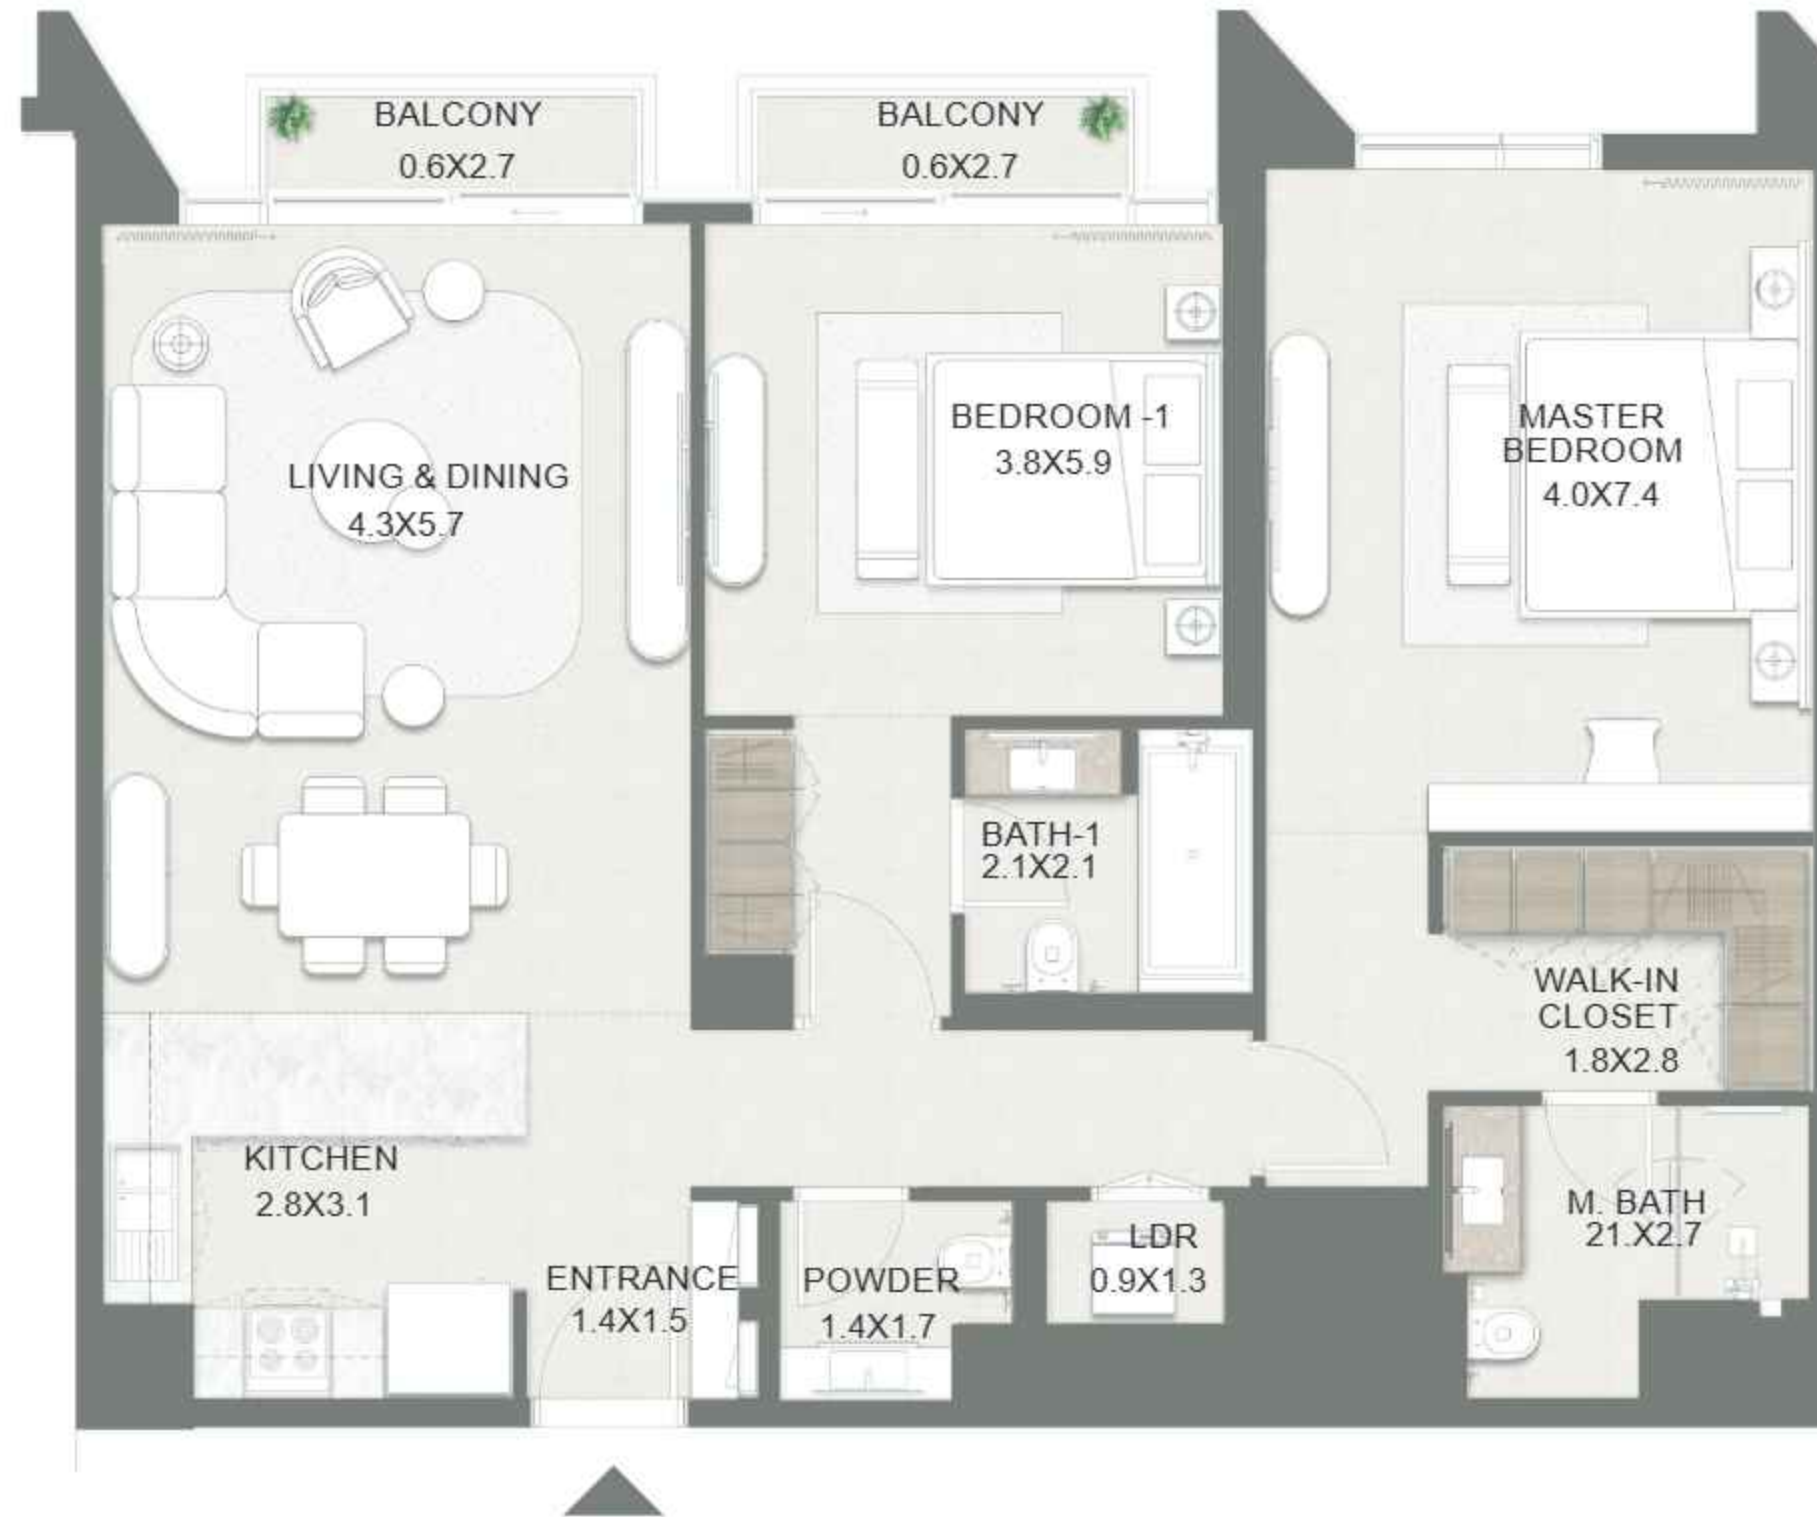 BALCONY
0.6X2.7
BALCONY
0.6X2.7
LIVING & DINING
4.3X5.7
BEDROOM -1
3.8X5.9
MASTER
BEDROOM
4.0X7.4
BATH-1
2.1X2.1
WALK-IN
CLOSET
1.8X2.8
KITCHEN
2.8X3.1
ENTRANCE
1.4X1.5
POWDER
1.4X1.7
LDR
0.9X1.3
M. BATH
21.X2.7